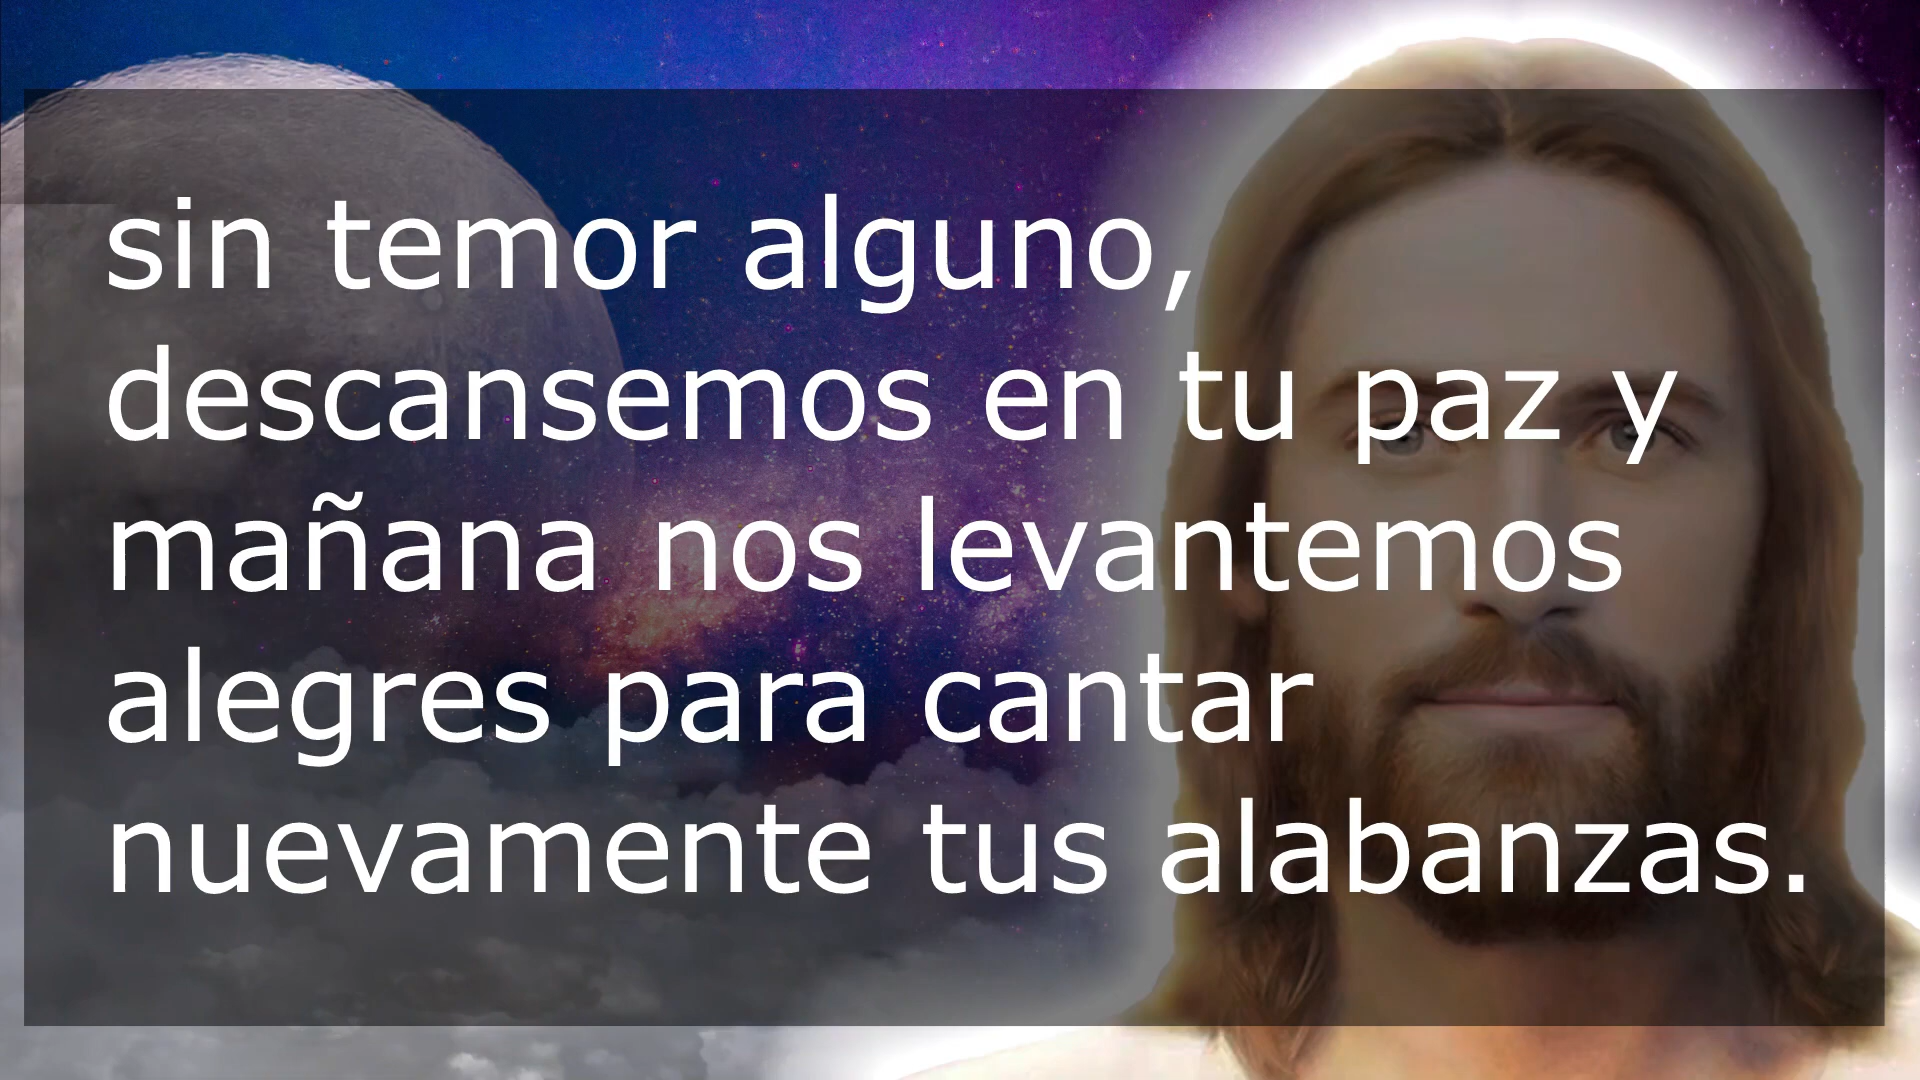 sin temor alguno,
descansemos en tu paz y
mañana nos levantemos
alegres para cantar
nuevamente tus alabanzas.